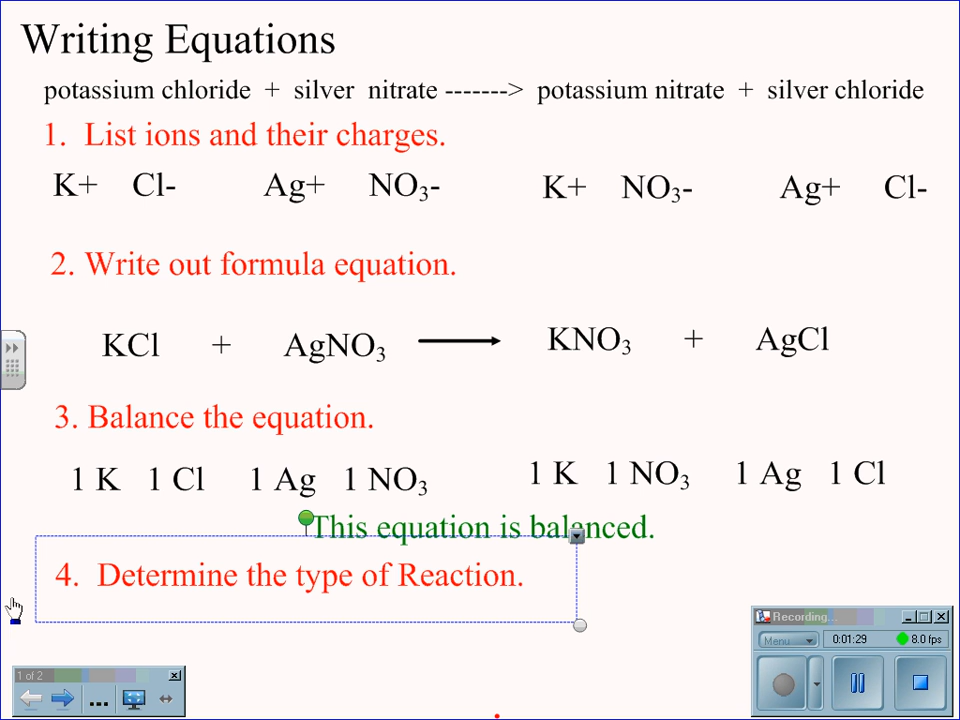 Writing Equations
potassium chloride + silver nitrate -------> potassium nitrate + silver chloride
1. List ions and their charges.
K+ Cl- Ag+ NO₃- K+ NO₃- Ag+ Cl-
2. Write out formula equation.
KCl + AgNO₃ ⟶ KNO₃ + AgCl
3. Balance the equation.
1 K 1 Cl 1 Ag 1 NO₃ 1 K 1 NO₃ 1 Ag 1 Cl
This equation is balanced.
4. Determine the type of Reaction.
Recording...
Menu 0:01:29 8.0 fps
1 of 2